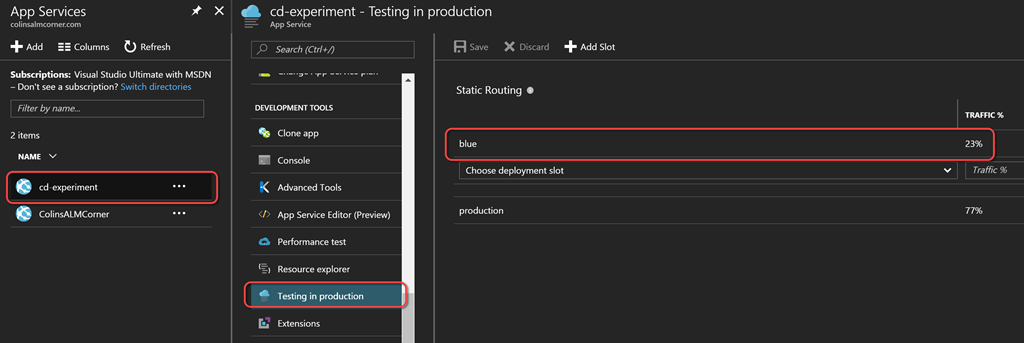 App Services
colinsalmcorner.com
Add
Columns
Refresh
Subscriptions: Visual Studio Ultimate with MSDN
– Don't see a subscription? Switch directories
Filter by name...
2 items
NAME
cd-experiment
ColinsALMCorner
cd-experiment - Testing in production
App Service
Search (Ctrl+/)
Change App Service plan
DEVELOPMENT TOOLS
Clone app
Console
Advanced Tools
App Service Editor (Preview)
Performance test
Resource explorer
Testing in production
Extensions
Save
Discard
Add Slot
Static Routing
TRAFFIC %
blue 23%
Choose deployment slot Traffic %
production 77%